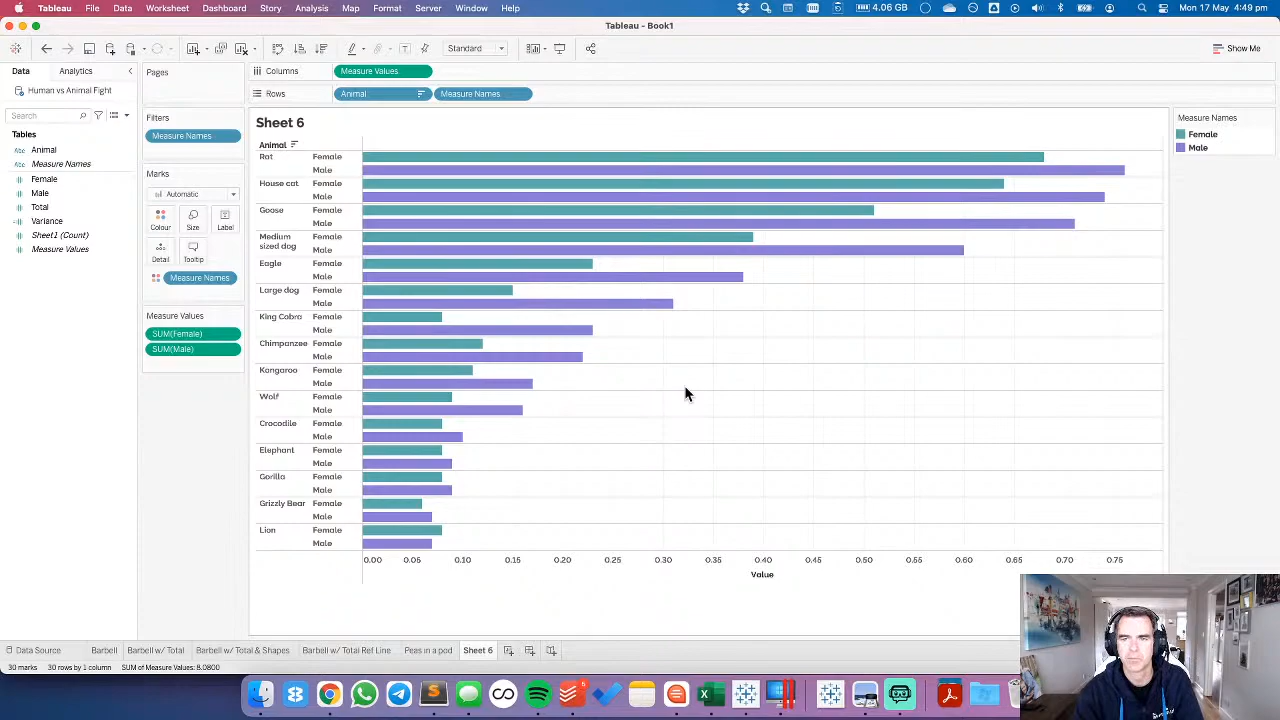 Tableau File Data Worksheet Dashboard Story Analysis Map Format Server Window Help 4.06 GB Mon 17 May 4:49 pm
Tableau - Book1
Standard Show Me
Data Analytics Pages Columns Measure Values
Human vs Animal Fight Rows Animal Measure Names
Search
Filters
Measure Names
Tables
Abc Animal
Abc Measure Names
Female
Male
Total
Variance
Sheet1 (Count)
Measure Values
Marks
Automatic
Colour Size Label
Detail Tooltip
Measure Names
Measure Values
SUM(Female)
SUM(Male)
Sheet 6
Animal
Rat Female
Male
House cat Female
Male
Goose Female
Male
Medium sized dog Female
Male
Eagle Female
Male
Large dog Female
Male
King Cobra Female
Male
Chimpanzee Female
Male
Kangaroo Female
Male
Wolf Female
Male
Crocodile Female
Male
Elephant Female
Male
Gorilla Female
Male
Grizzly Bear Female
Male
Lion Female
Male
0.00 0.05 0.10 0.15 0.20 0.25 0.30 0.35 0.40 0.45 0.50 0.55 0.60 0.65 0.70 0.75
Value
Measure Names
Female
Male
Data Source Barbell Barbell w/ Total Barbell w/ Total & Shapes Barbell w/ Total Ref Line Peas in a pod Sheet 6
30 marks 30 rows by 1 column SUM of Measure Values: 8.0800